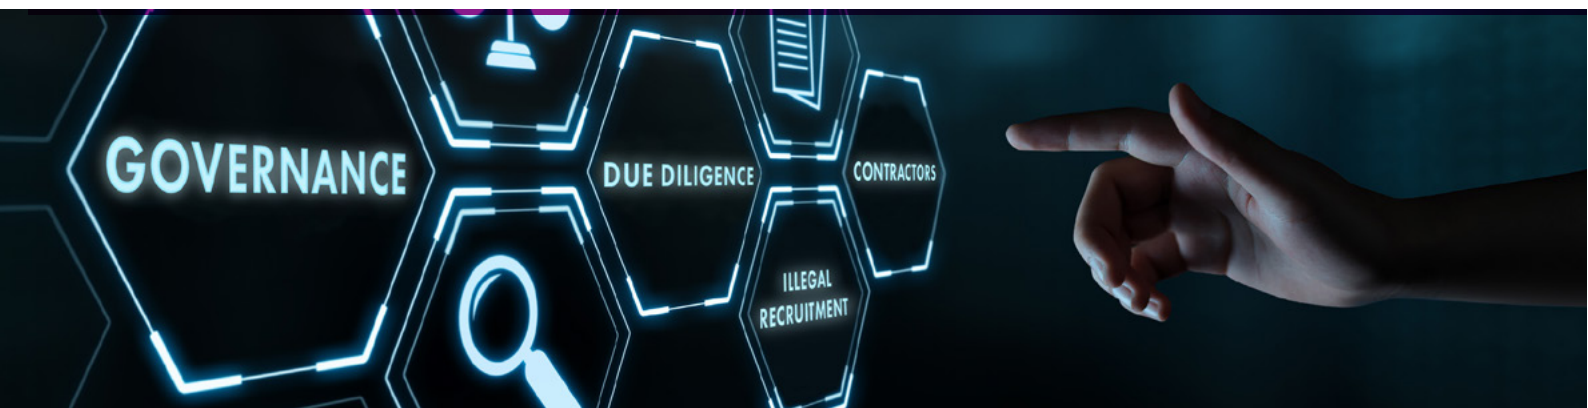 GOVERNANCE
DUE DILIGENCE
CONTRACTORS
ILLEGAL
RECRUITMENT